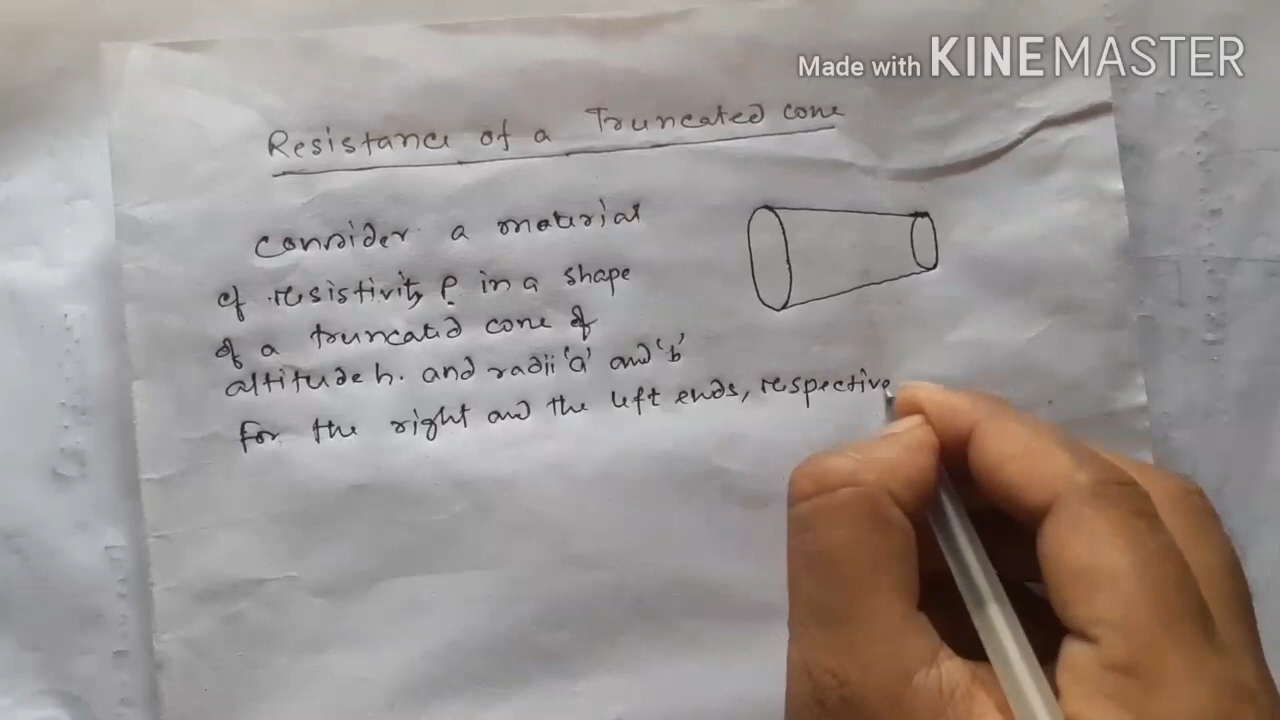 Made with KINEMASTER
Resistance of a Truncated cone
Consider a material
of resistivity ρ in a shape
of a truncated cone of
altitude h. and radii 'a' and 'b'
for the right and the left ends, respective